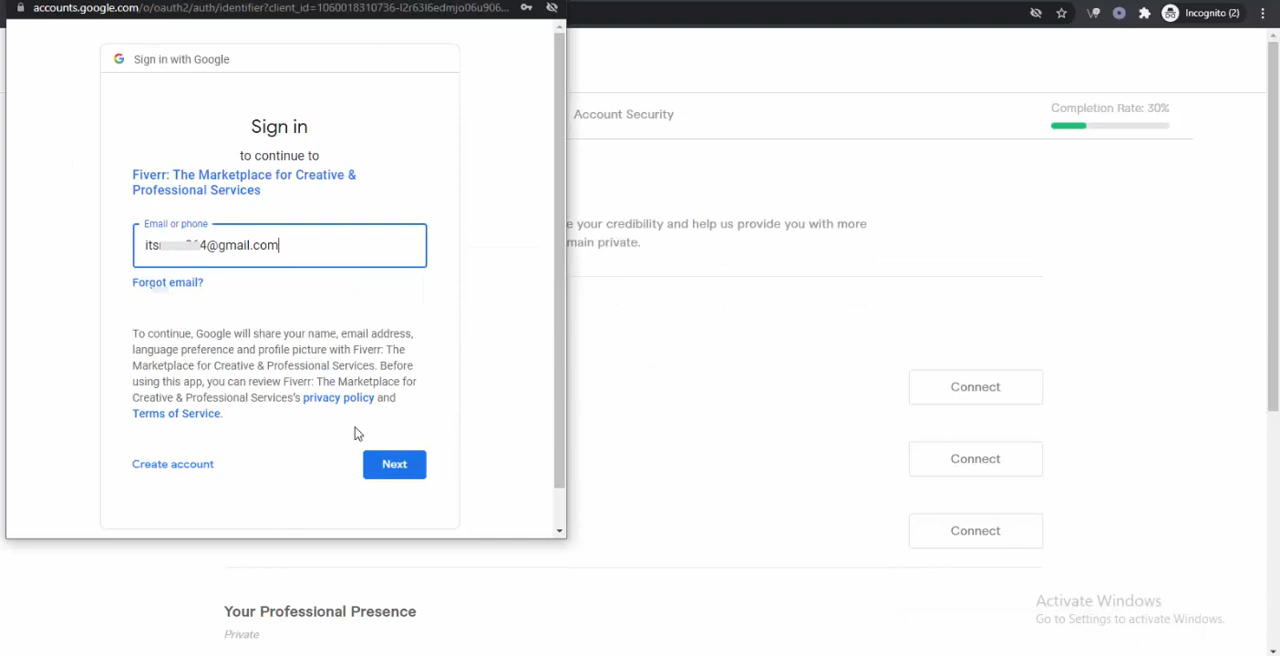 accounts.google.com/o/oauth2/auth/identifier?client_id=1060018310736-l2r63l6edmjo06u906...
Incognito (2)
Sign in with Google
Account Security
Completion Rate: 30%
Sign in
to continue to
Fiverr: The Marketplace for Creative &
Professional Services
e your credibility and help us provide you with more
main private.
Email or phone
4@gmail.com
Forgot email?
To continue, Google will share your name, email address,
language preference and profile picture with Fiverr: The
Marketplace for Creative & Professional Services. Before
using this app, you can review Fiverr: The Marketplace for
Creative & Professional Services's privacy policy and
Terms of Service.
Create account
Next
Connect
Connect
Connect
Your Professional Presence
Private
Activate Windows
Go to Settings to activate Windows.